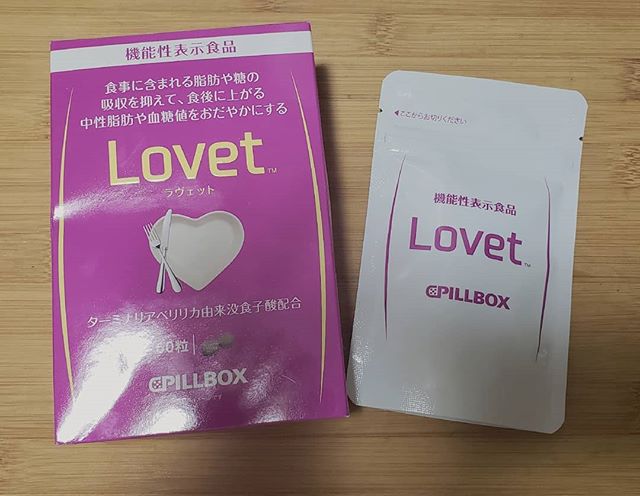 機能性表示食品
食事に含まれる脂肪や糖の
吸収を抑えて、食後に上がる
中性脂肪や血糖値をおだやかにする
Lovet™
ラヴェット
ターミナリアベリリカ由来没食子酸配合
60粒
PILLBOX
◀ここからお切りください
機能性表示食品
Lovet™
PILLBOX